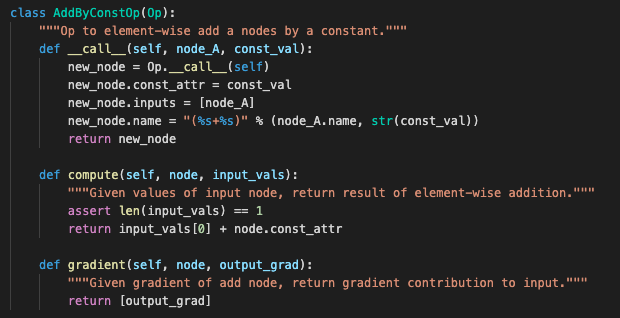 class AddByConstOp(Op):
    """Op to element-wise add a nodes by a constant."""
    def __call__(self, node_A, const_val):
        new_node = Op.__call__(self)
        new_node.const_attr = const_val
        new_node.inputs = [node_A]
        new_node.name = "(%s+%s)" % (node_A.name, str(const_val))
        return new_node

    def compute(self, node, input_vals):
        """Given values of input node, return result of element-wise addition."""
        assert len(input_vals) == 1
        return input_vals[0] + node.const_attr

    def gradient(self, node, output_grad):
        """Given gradient of add node, return gradient contribution to input."""
        return [output_grad]